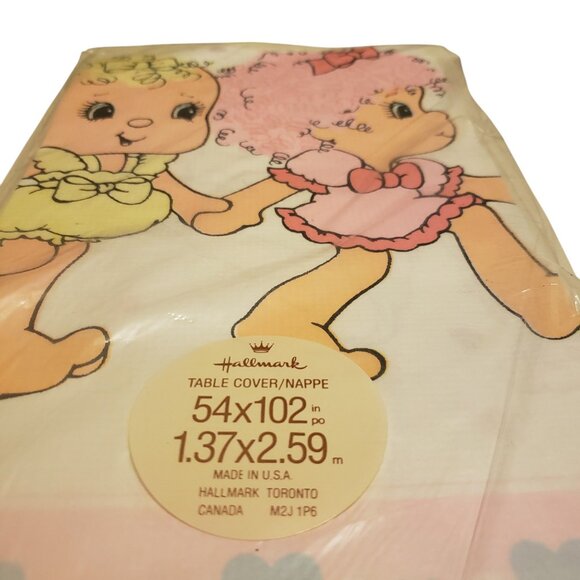 Hallmark
TABLE COVER/NAPPE
54x102 in po
1.37x2.59 m
MADE IN U.S.A.
HALLMARK TORONTO
CANADA M2J 1P6